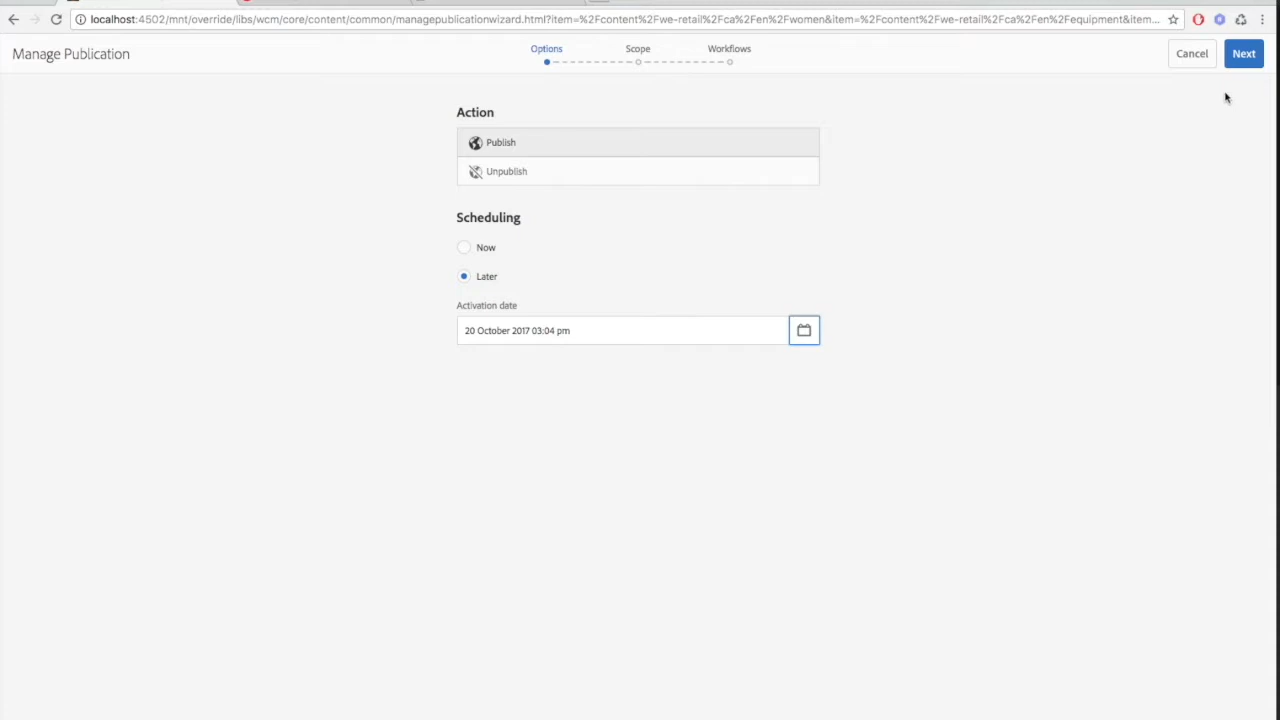 localhost:4502/mnt/override/libs/wcm/core/content/common/managepublicationwizard.html?item=%2Fcontent%2Fwe-retail%2Fca%2Fen%2Fwomen&item=%2Fcontent%2Fwe-retail%2Fca%2Fen%2Fequipment&item...
Manage Publication
Options
Scope
Workflows
Cancel
Next
Action
Publish
Unpublish
Scheduling
Now
Later
Activation date
20 October 2017 03:04 pm